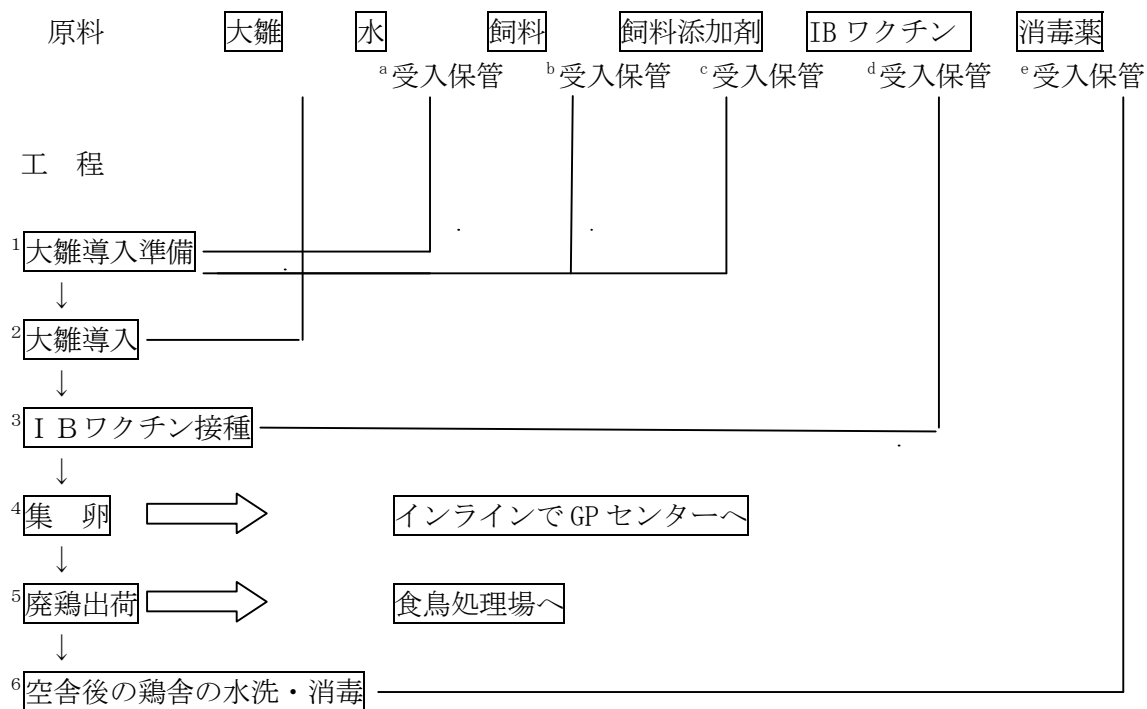 原料 大雛 水 飼料 飼料添加剤 IBワクチン 消毒薬
a受入保管 b受入保管 c受入保管 d受入保管 e受入保管
工 程
1大雛導入準備
↓
2大雛導入
↓
3ＩＢワクチン接種
↓
4集 卵 インラインでGPセンターへ
↓
5廃鶏出荷 食鳥処理場へ
↓
6空舎後の鶏舎の水洗・消毒